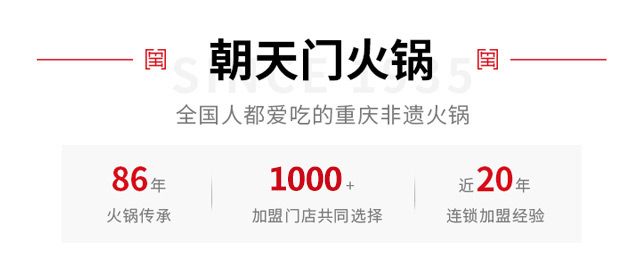 SINCE 1935
朝天门火锅
全国人都爱吃的重庆非遗火锅
86年 1000+ 近20年
火锅传承 加盟门店共同选择 连锁加盟经验